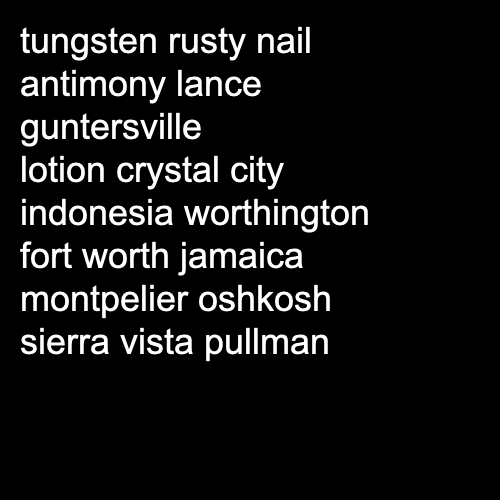 tungsten rusty nail
antimony lance
guntersville
lotion crystal city
indonesia worthington
fort worth jamaica
montpelier oshkosh
sierra vista pullman